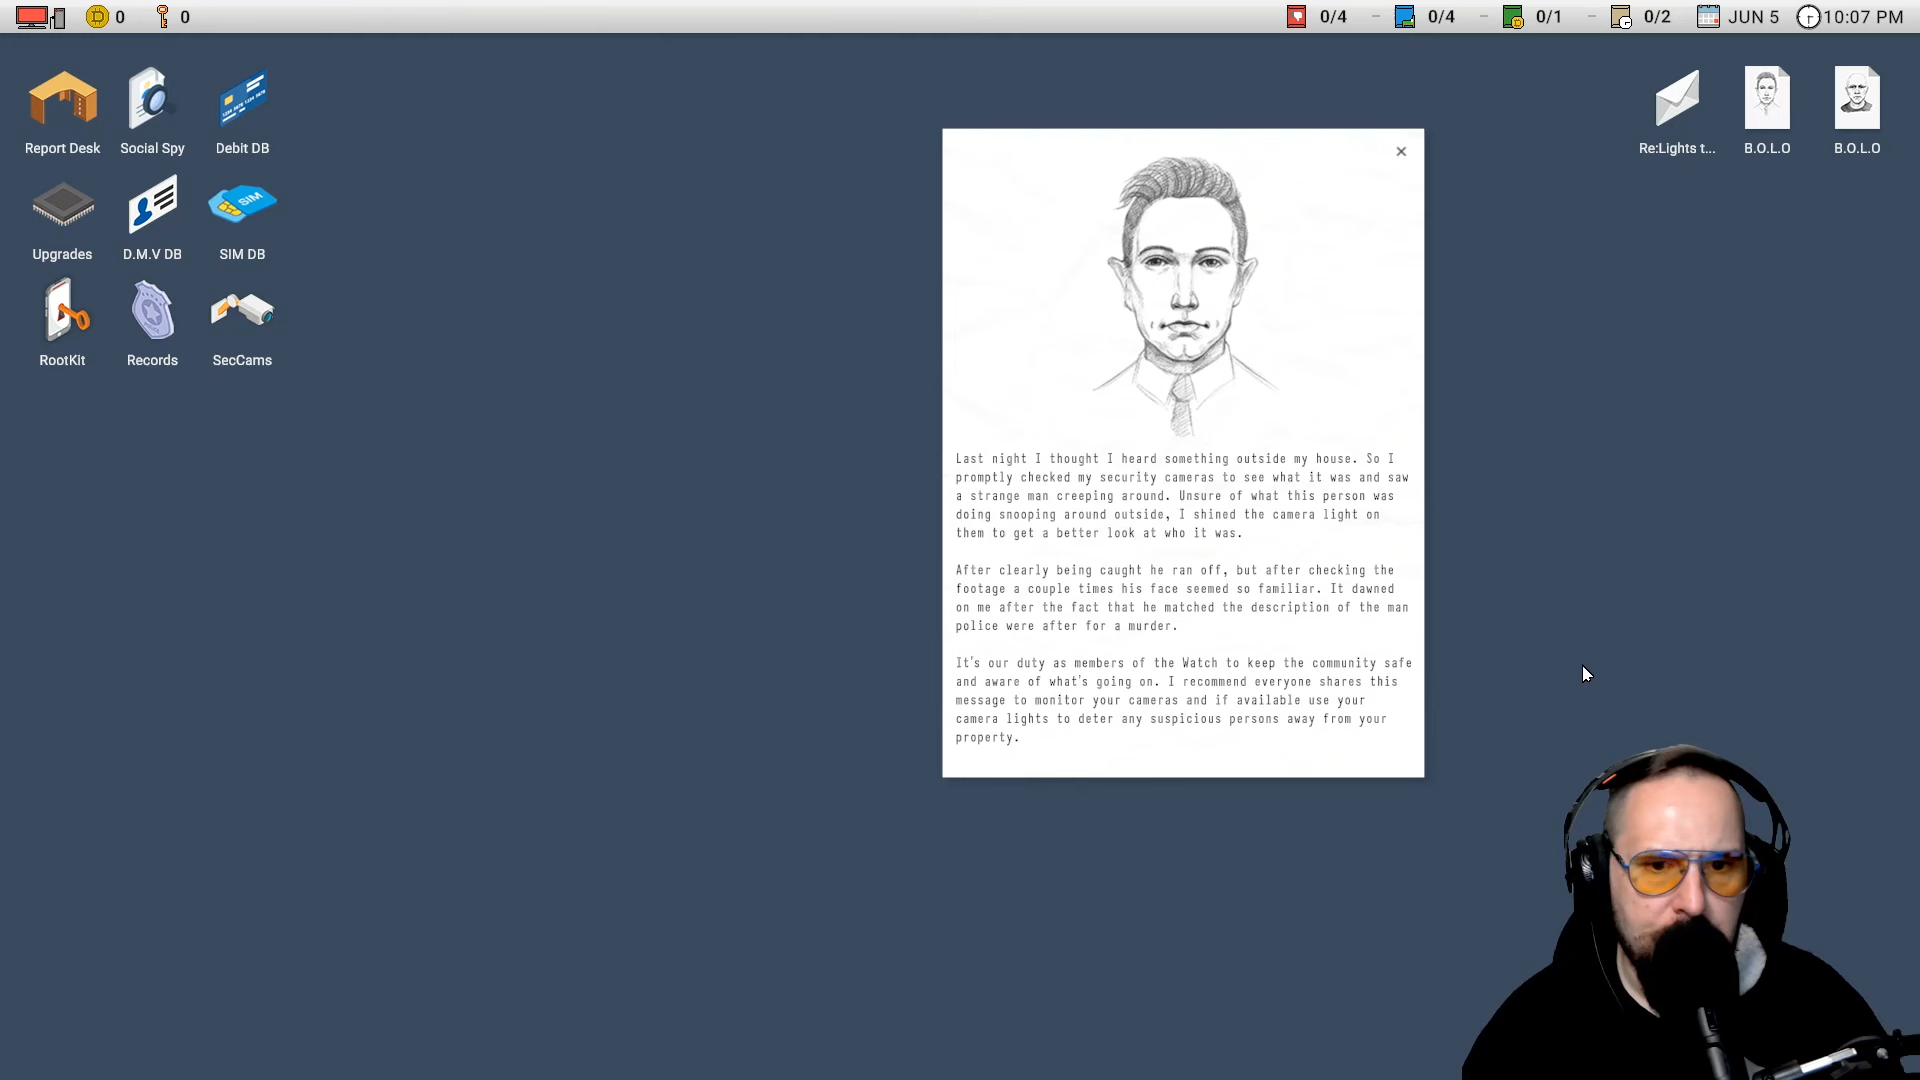 0 0 0/4 0/4 0/1 0/2 JUN 5 10:07 PM
Report Desk Social Spy Debit DB
Re:Lights t... B.O.L.O B.O.L.O
Upgrades D.M.V DB SIM DB
SIM
RootKit Records SecCams
Last night I thought I heard something outside my house. So I
promptly checked my security cameras to see what it was and saw
a strange man creeping around. Unsure of what this person was
doing snooping around outside, I shined the camera light on
them to get a better look at who it was.
After clearly being caught he ran off, but after checking the
footage a couple times his face seemed so familiar. It dawned
on me after the fact that he matched the description of the man
police were after for a murder.
It's our duty as members of the Watch to keep the community safe
and aware of what's going on. I recommend everyone shares this
message to monitor your cameras and if available use your
camera lights to deter any suspicious persons away from your
property.